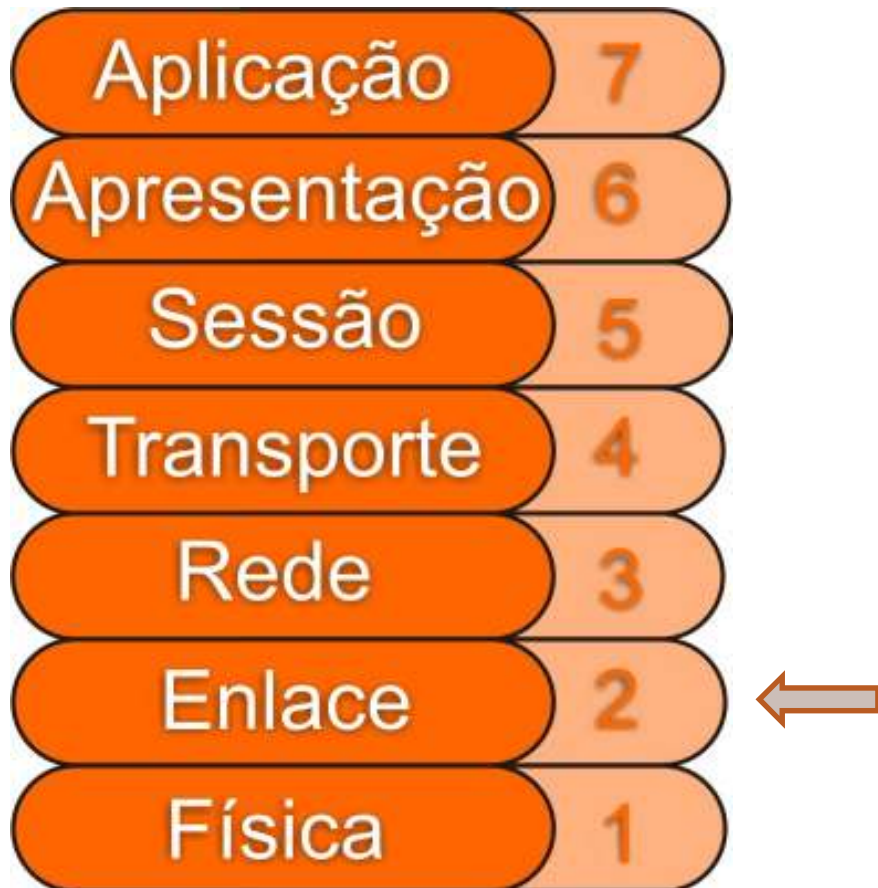 Aplicação 7
Apresentação 6
Sessão 5
Transporte 4
Rede 3
Enlace 2
Física 1